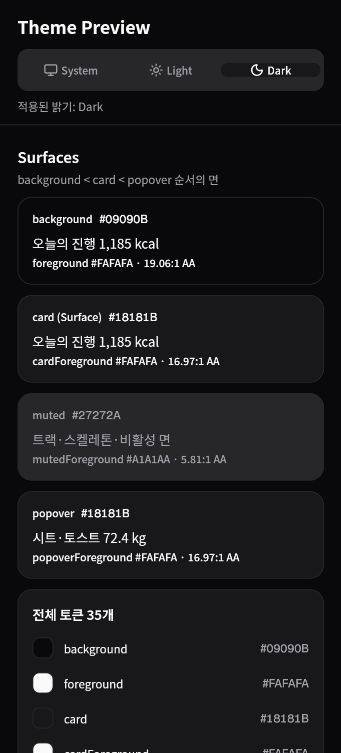 Theme Preview
System
Light
Dark
적용된 밝기: Dark
Surfaces
background < card < popover 순서의 면
background #09090B
오늘의 진행 1,185 kcal
foreground #FAFAFA · 19.06:1 AA
card (Surface) #18181B
오늘의 진행 1,185 kcal
cardForeground #FAFAFA · 16.97:1 AA
muted #27272A
트랙·스켈레톤·비활성 면
mutedForeground #A1A1AA · 5.81:1 AA
popover #18181B
시트·토스트 72.4 kg
popoverForeground #FAFAFA · 16.97:1 AA
전체 토큰 35개
background #09090B
foreground #FAFAFA
card #18181B
cardForeground #FAFAFA